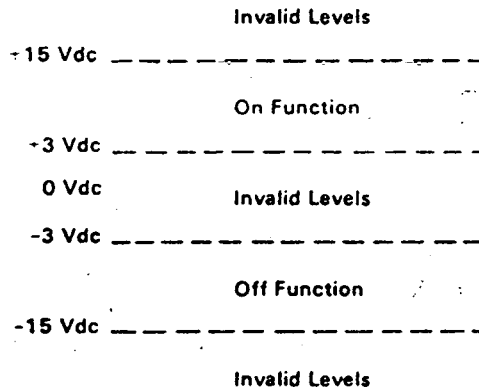 Invalid Levels
+15 Vdc
On Function
+3 Vdc
0 Vdc
Invalid Levels
-3 Vdc
Off Function
-15 Vdc
Invalid Levels